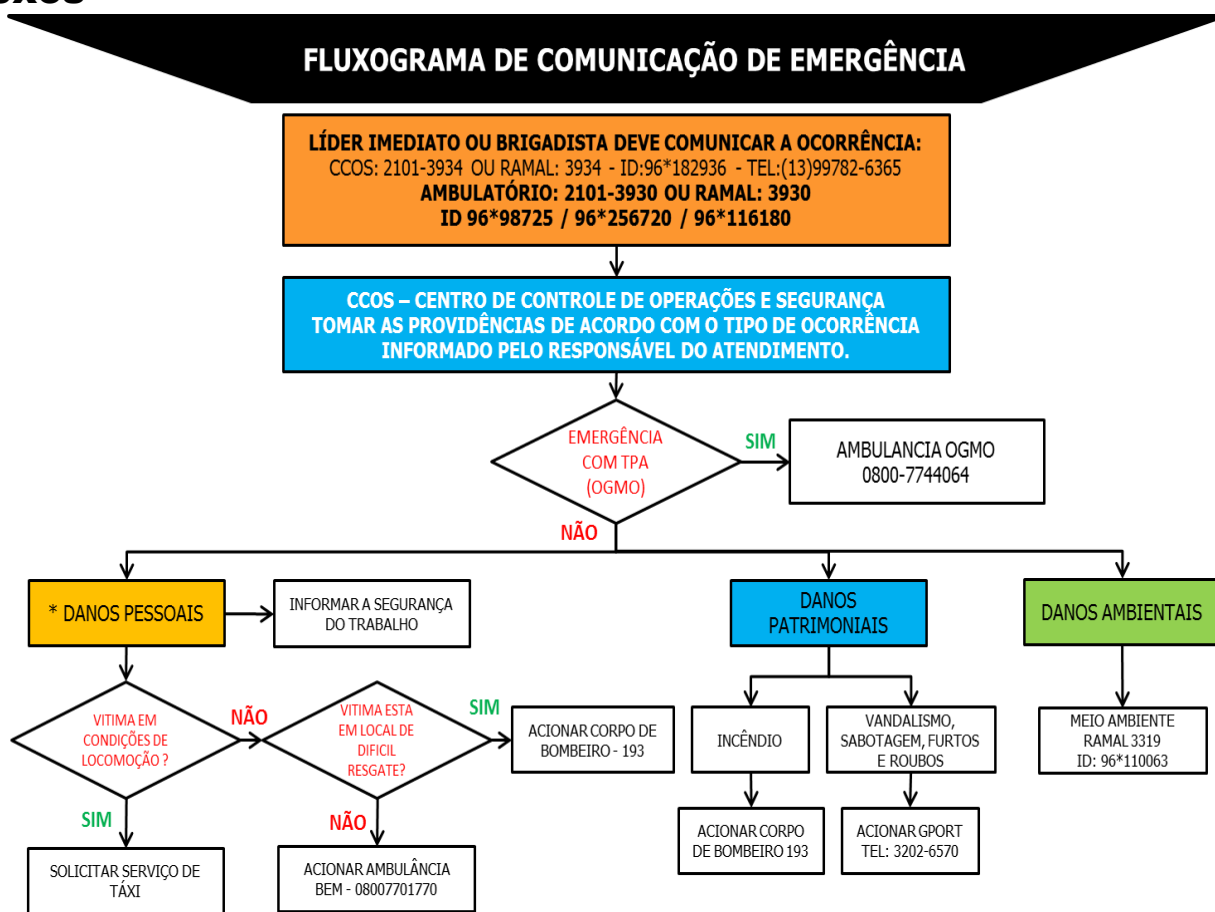 FLUXOGRAMA DE COMUNICAÇÃO DE EMERGÊNCIA
LÍDER IMEDIATO OU BRIGADISTA DEVE COMUNICAR A OCORRÊNCIA:
CCOS: 2101-3934 OU RAMAL: 3934 - ID:96*182936 - TEL:(13)99782-6365
AMBULATÓRIO: 2101-3930 OU RAMAL: 3930
ID 96*98725 / 96*256720 / 96*116180
CCOS – CENTRO DE CONTROLE DE OPERAÇÕES E SEGURANÇA
TOMAR AS PROVIDÊNCIAS DE ACORDO COM O TIPO DE OCORRÊNCIA
INFORMADO PELO RESPONSÁVEL DO ATENDIMENTO.
EMERGÊNCIA
COM TPA
(OGMO)
SIM
AMBULANCIA OGMO
0800-7744064
NÃO
* DANOS PESSOAIS
INFORMAR A SEGURANÇA
DO TRABALHO
DANOS
PATRIMONIAIS
DANOS AMBIENTAIS
VITIMA EM
CONDIÇÕES DE
LOCOMOÇÃO ?
NÃO
VITIMA ESTA
EM LOCAL DE
DIFICIL
RESGATE?
SIM
ACIONAR CORPO DE
BOMBEIRO - 193
INCÊNDIO
VANDALISMO,
SABOTAGEM, FURTOS
E ROUBOS
MEIO AMBIENTE
RAMAL 3319
ID: 96*110063
SIM
NÃO
SOLICITAR SERVIÇO DE
TÁXI
ACIONAR AMBULÂNCIA
BEM - 08007701770
ACIONAR CORPO
DE BOMBEIRO 193
ACIONAR GPORT
TEL: 3202-6570